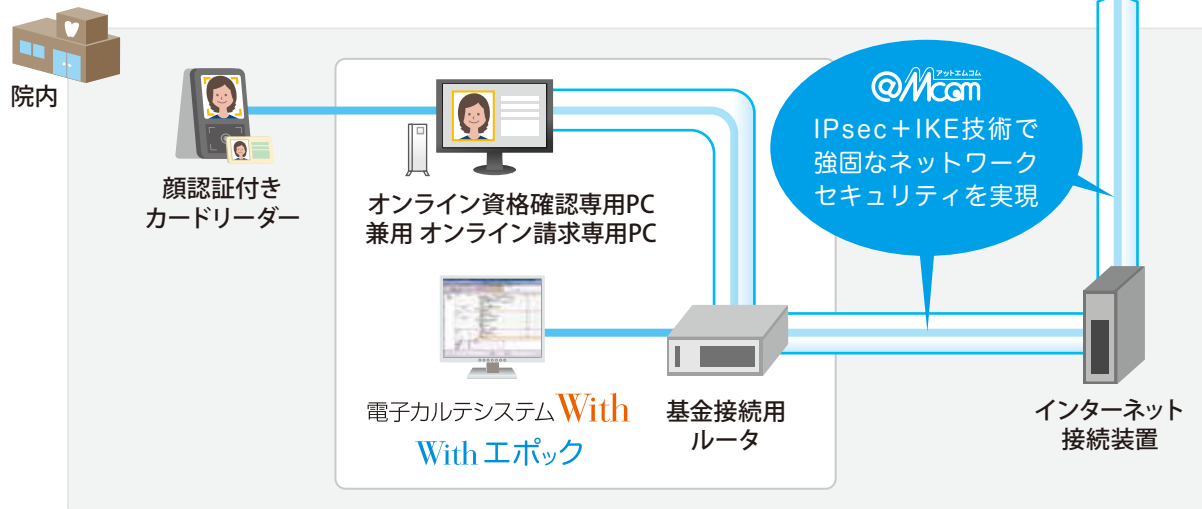 院内
顔認証付き
カードリーダー
オンライン資格確認専用PC
兼用 オンライン請求専用PC
電子カルテシステムWith
With エポック
基金接続用
ルータ
アットエムコム
@Mcom
IPsec+IKE技術で
強固なネットワーク
セキュリティを実現
インターネット
接続装置